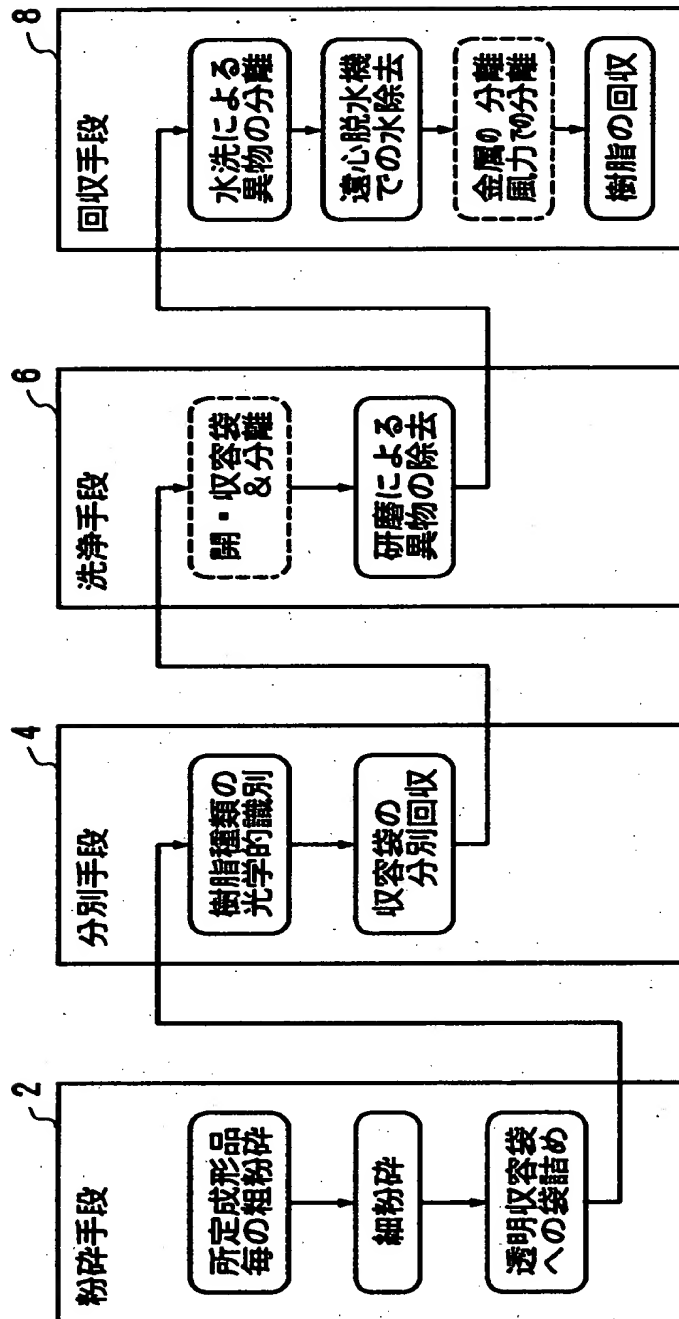 粉砕手段
2
所定成形品
毎の粗粉砕
細粉砕
透明収容袋
への袋詰め
分別手段
4
樹脂種類の
光学的識別
収容袋の
分別回収
洗浄手段
6
開・収容袋
&分離
研磨による
異物の除去
回収手段
8
水洗による
異物の分離
遠心脱水機
での水除去
金属の分離
風力での分離
樹脂の回収